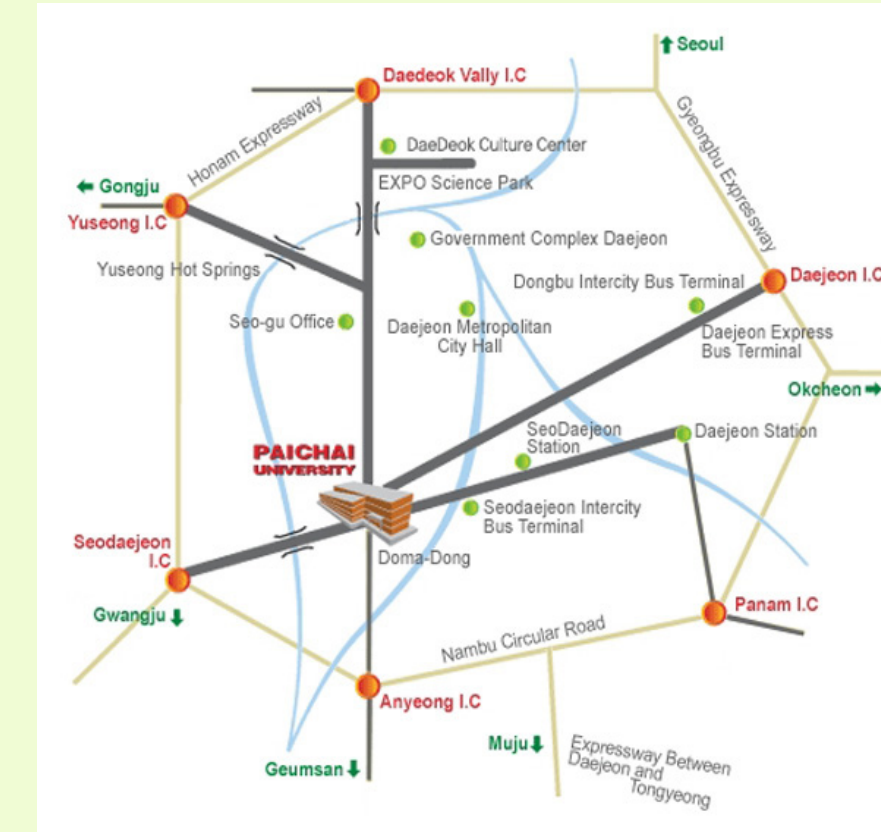 Seoul
Daedeok Vally I.C
Honam Expressway
Gyeongbu Expressway
DaeDeok Culture Center
EXPO Science Park
Gongju
Yuseong I.C
Government Complex Daejeon
Yuseong Hot Springs
Dongbu Intercity Bus Terminal
Daejeon I.C
Seo-gu Office
Daejeon Metropolitan
City Hall
Daejeon Express
Bus Terminal
Okcheon
SeoDaejeon
Station
Daejeon Station
PAICHAI
UNIVERSITY
Seodaejeon Intercity
Bus Terminal
Seodaejeon
I.C
Doma-Dong
Gwangju
Panam I.C
Nambu Circular Road
Anyeong I.C
Muju
Expressway Between
Daejeon and
Tongyeong
Geumsan